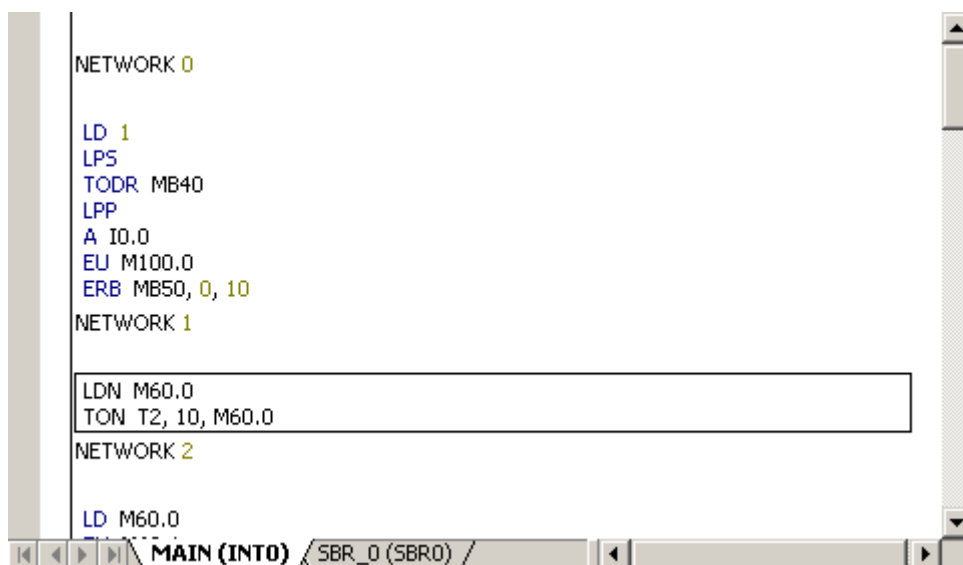 NETWORK 0
LD 1
LPS
TODR MB40
LPP
A I0.0
EU M100.0
ERB MB50, 0, 10
NETWORK 1
LDN M60.0
TON T2, 10, M60.0
NETWORK 2
LD M60.0
MAIN (INT0) SBR_0 (SBR0)